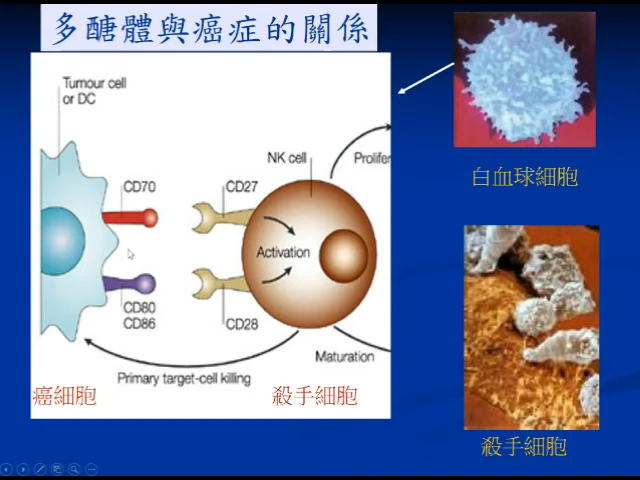 多醣體與癌症的關係
Tumour cell
or DC
NK cell
Prolifer
CD70
CD27
Activation
CD80
CD86
CD28
Maturation
Primary target-cell killing
癌細胞
殺手細胞
白血球細胞
殺手細胞